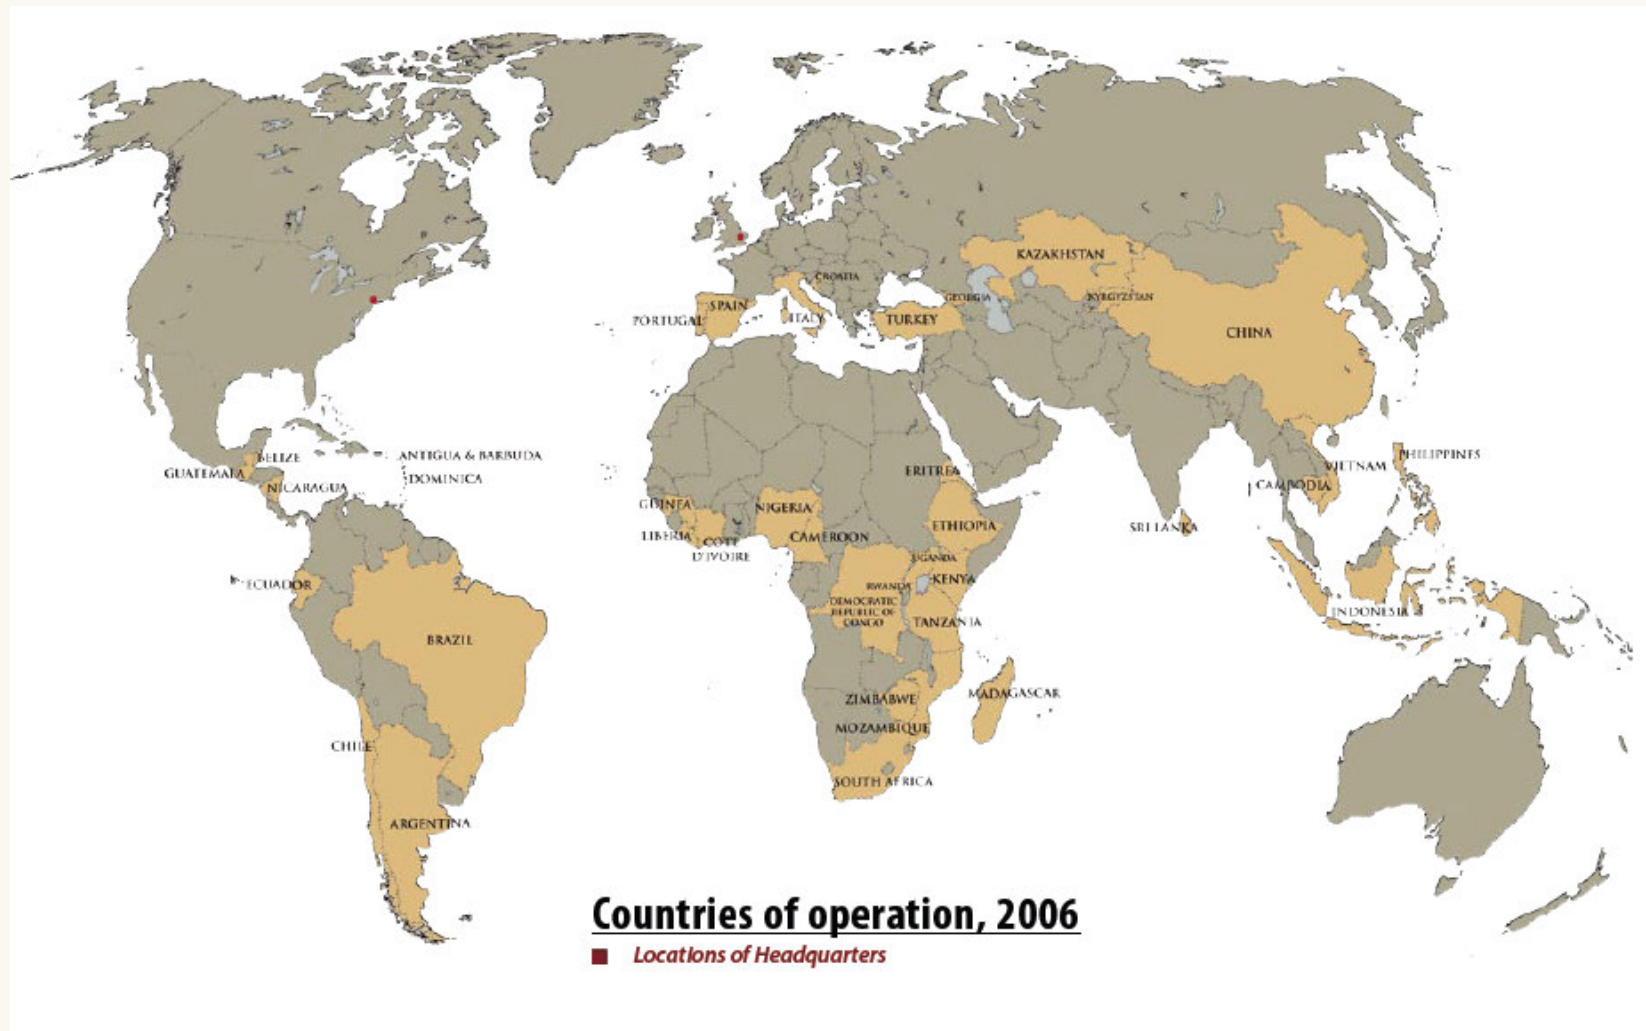 KAZAKHSTAN
CROATIA
GEORGIA
KYRGYZSTAN
SPAIN
PORTUGAL
ITALY
TURKEY
CHINA
BELIZE
ANTIGUA & BARBUDA
GUATEMALA
DOMINICA
NICARAGUA
ERITREA
PHILIPPINES
VIETNAM
CAMBODIA
GUINEA
NIGERIA
ETHIOPIA
SRI LANKA
LIBERIA
COTE
D'IVOIRE
CAMEROON
UGANDA
ECUADOR
RWANDA
KENYA
DEMOCRATIC
REPUBLIC OF
CONGO
TANZANIA
INDONESIA
BRAZIL
ZIMBABWE
MADAGASCAR
MOZAMBIQUE
CHILE
SOUTH AFRICA
ARGENTINA
Countries of operation, 2006
Locations of Headquarters